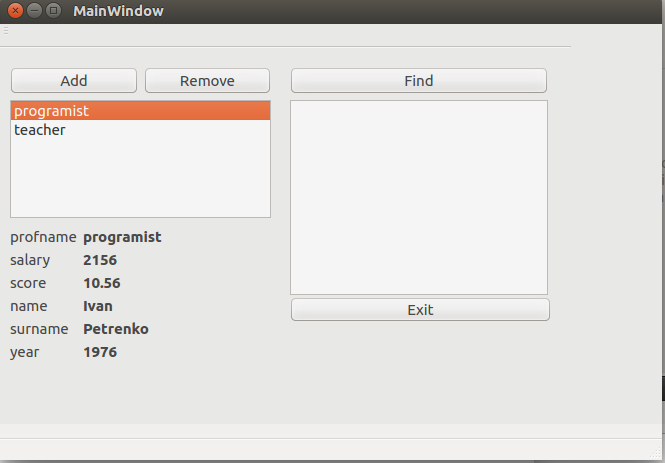 MainWindow
Add Remove Find
programist
teacher
profname programist
salary 2156
score 10.56
name Ivan
surname Petrenko
year 1976
Exit